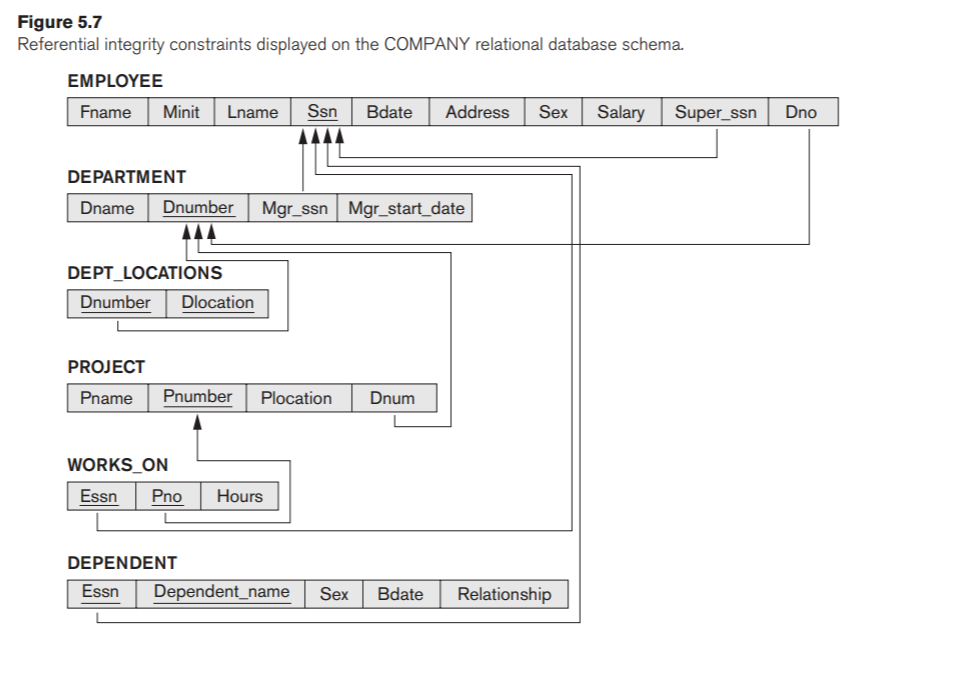 Figure 5.7
Referential integrity constraints displayed on the COMPANY relational database schema.
EMPLOYEE
Fname Minit Lname Ssn Bdate Address Sex Salary Super_ssn Dno
DEPARTMENT
Dname Dnumber Mgr_ssn Mgr_start_date
DEPT_LOCATIONS
Dnumber Dlocation
PROJECT
Pname Pnumber Plocation Dnum
WORKS_ON
Essn Pno Hours
DEPENDENT
Essn Dependent_name Sex Bdate Relationship